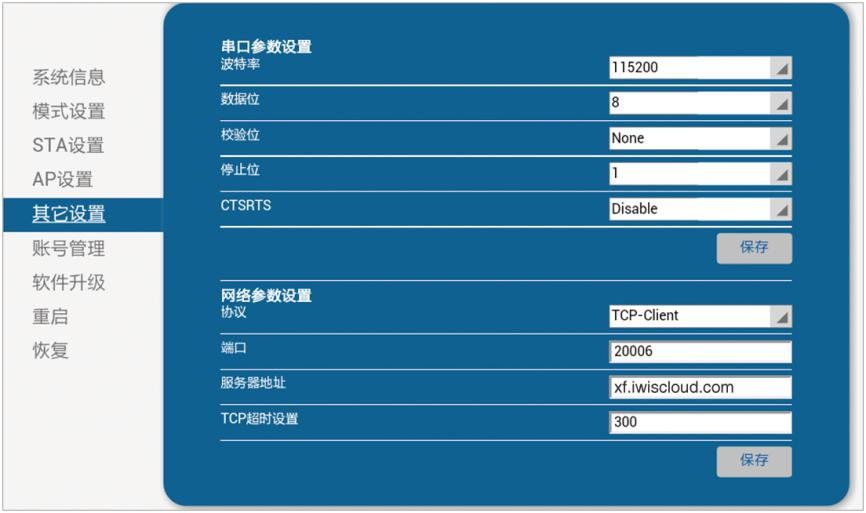 系统信息
模式设置
STA设置
AP设置
其它设置
账号管理
软件升级
重启
恢复
串口参数设置
波特率 115200
数据位 8
校验位 None
停止位 1
CTSRTS Disable
保存
网络参数设置
协议 TCP-Client
端口 20006
服务器地址 xf.iwiscloud.com
TCP超时设置 300
保存